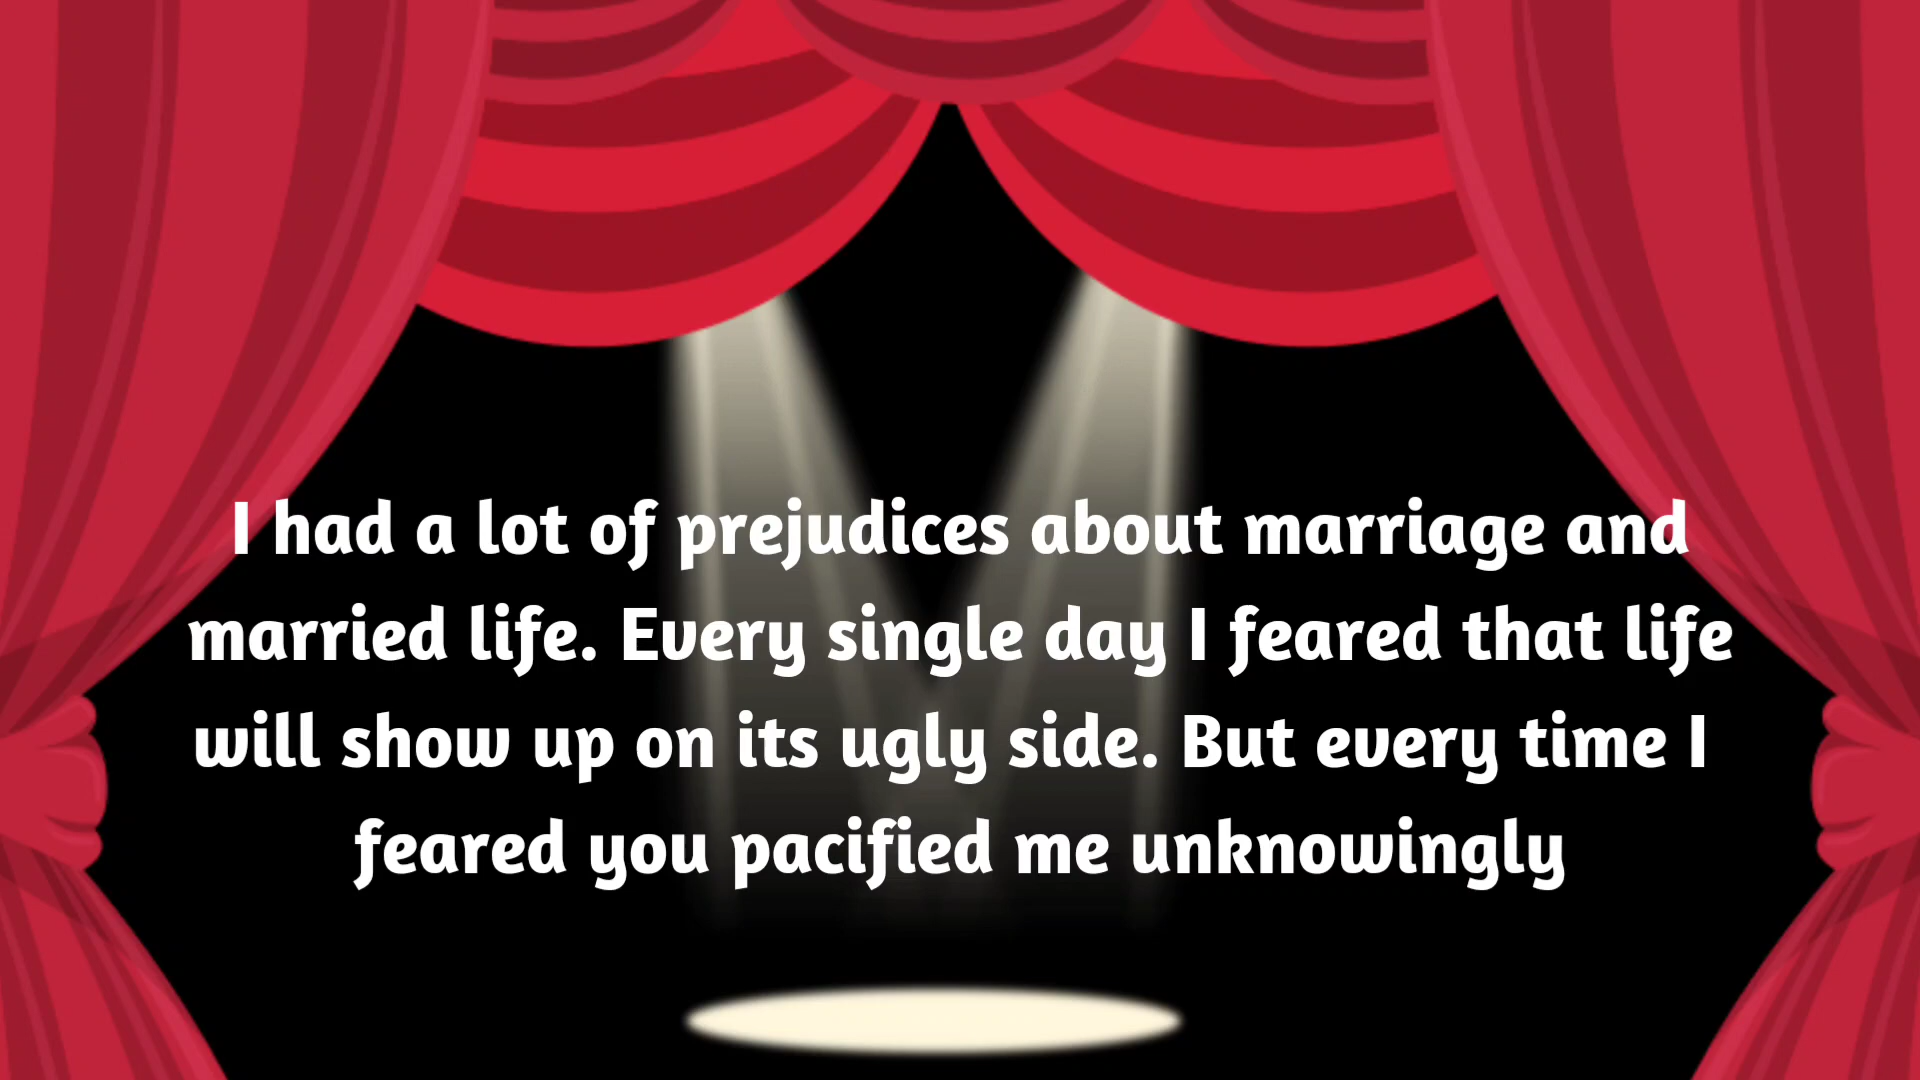 I had a lot of prejudices about marriage and
married life. Every single day I feared that life
will show up on its ugly side. But every time I
feared you pacified me unknowingly